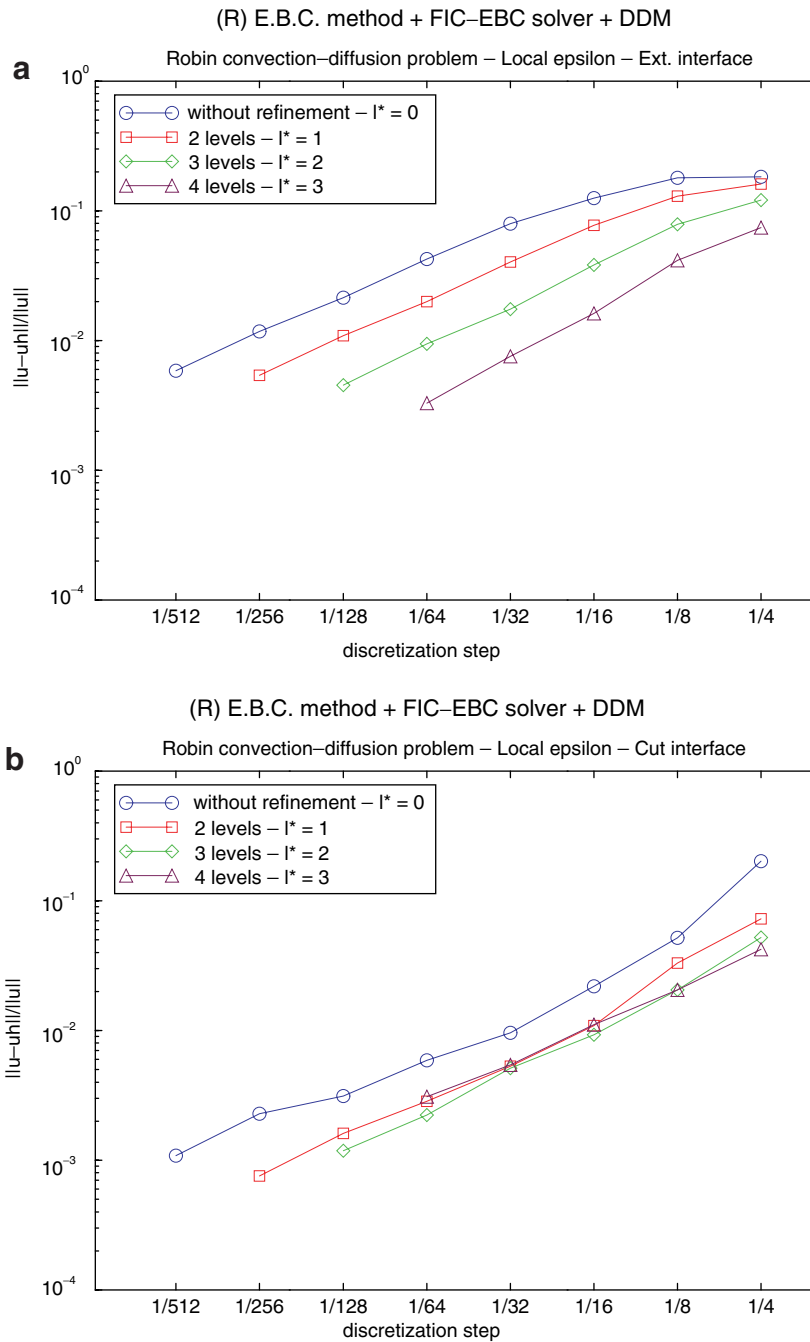 (R) E.B.C. method + FIC–EBC solver + DDM
a
Robin convection–diffusion problem – Local epsilon – Ext. interface
10^0
10^-1
10^-2
10^-3
10^-4
||u–uh||/||u||
without refinement – l* = 0
2 levels – l* = 1
3 levels – l* = 2
4 levels – l* = 3
1/512 1/256 1/128 1/64 1/32 1/16 1/8 1/4
discretization step
(R) E.B.C. method + FIC–EBC solver + DDM
b
Robin convection–diffusion problem – Local epsilon – Cut interface
10^0
10^-1
10^-2
10^-3
10^-4
||u–uh||/||u||
without refinement – l* = 0
2 levels – l* = 1
3 levels – l* = 2
4 levels – l* = 3
1/512 1/256 1/128 1/64 1/32 1/16 1/8 1/4
discretization step